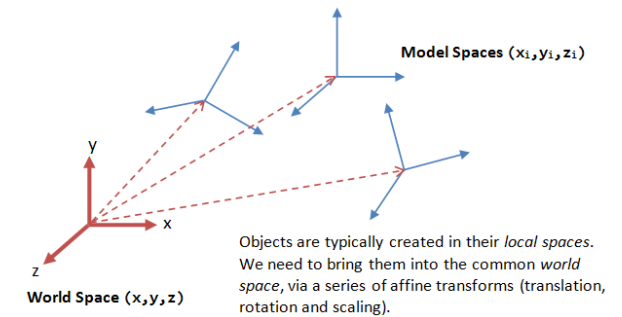 Model Spaces (xi,yi,zi)
y
x
z
World Space (x,y,z)
Objects are typically created in their local spaces.
We need to bring them into the common world
space, via a series of affine transforms (translation,
rotation and scaling).